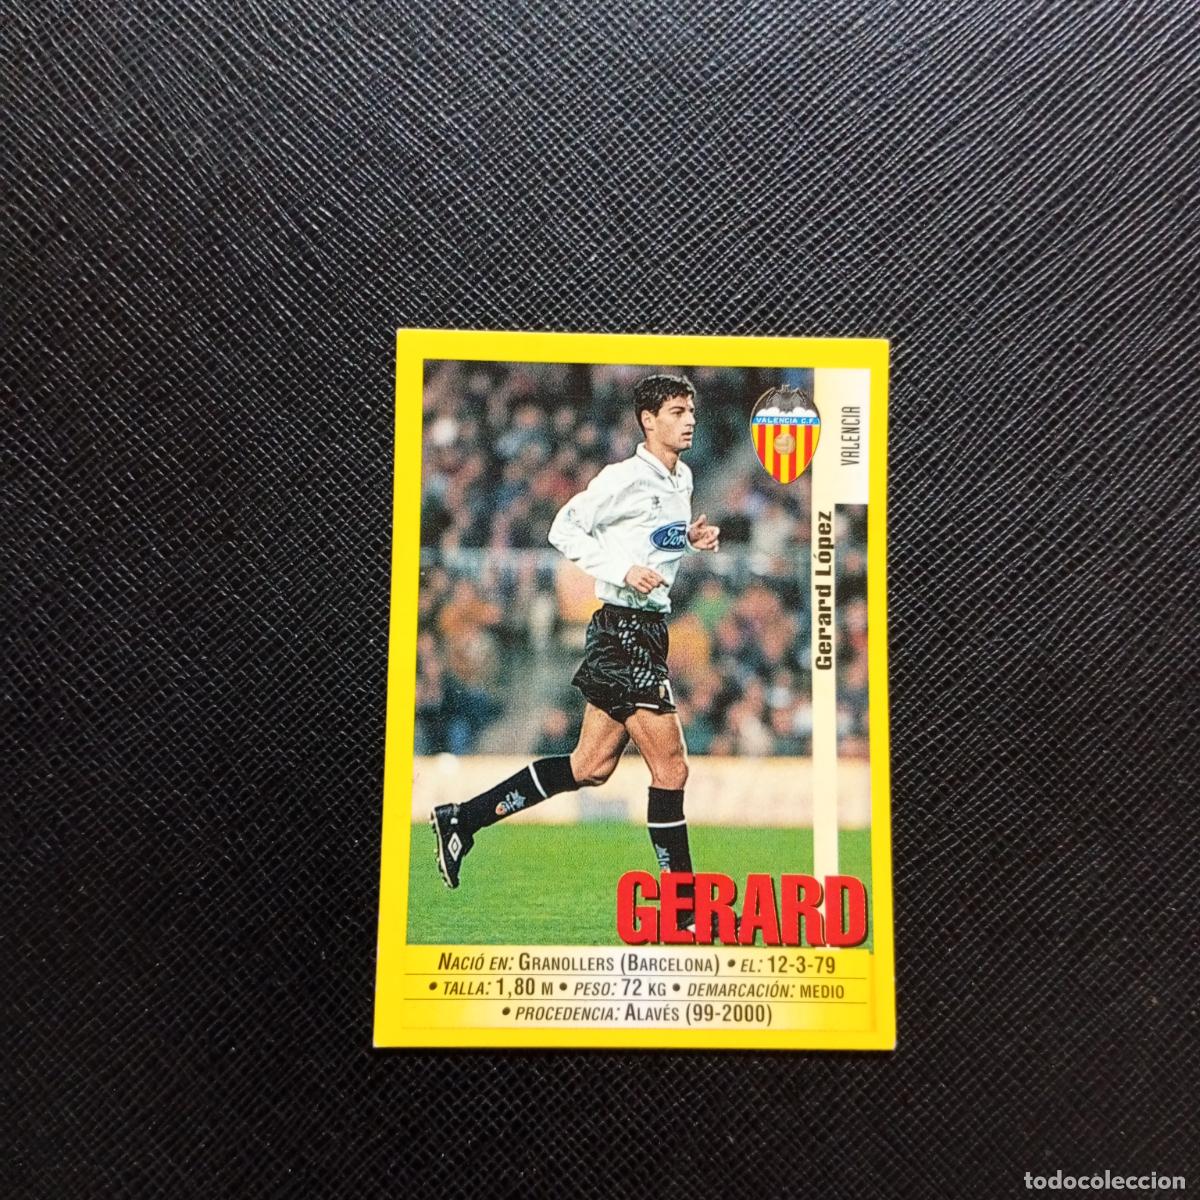 VALENCIA C.F.
VALENCIA
Gerard López
Ford
GERARD
NACIÓ EN: GRANOLLERS (BARCELONA) • EL: 12-3-79
• TALLA: 1,80 M • PESO: 72 KG • DEMARCACIÓN: MEDIO
• PROCEDENCIA: ALAVÉS (99-2000)
todocoleccion